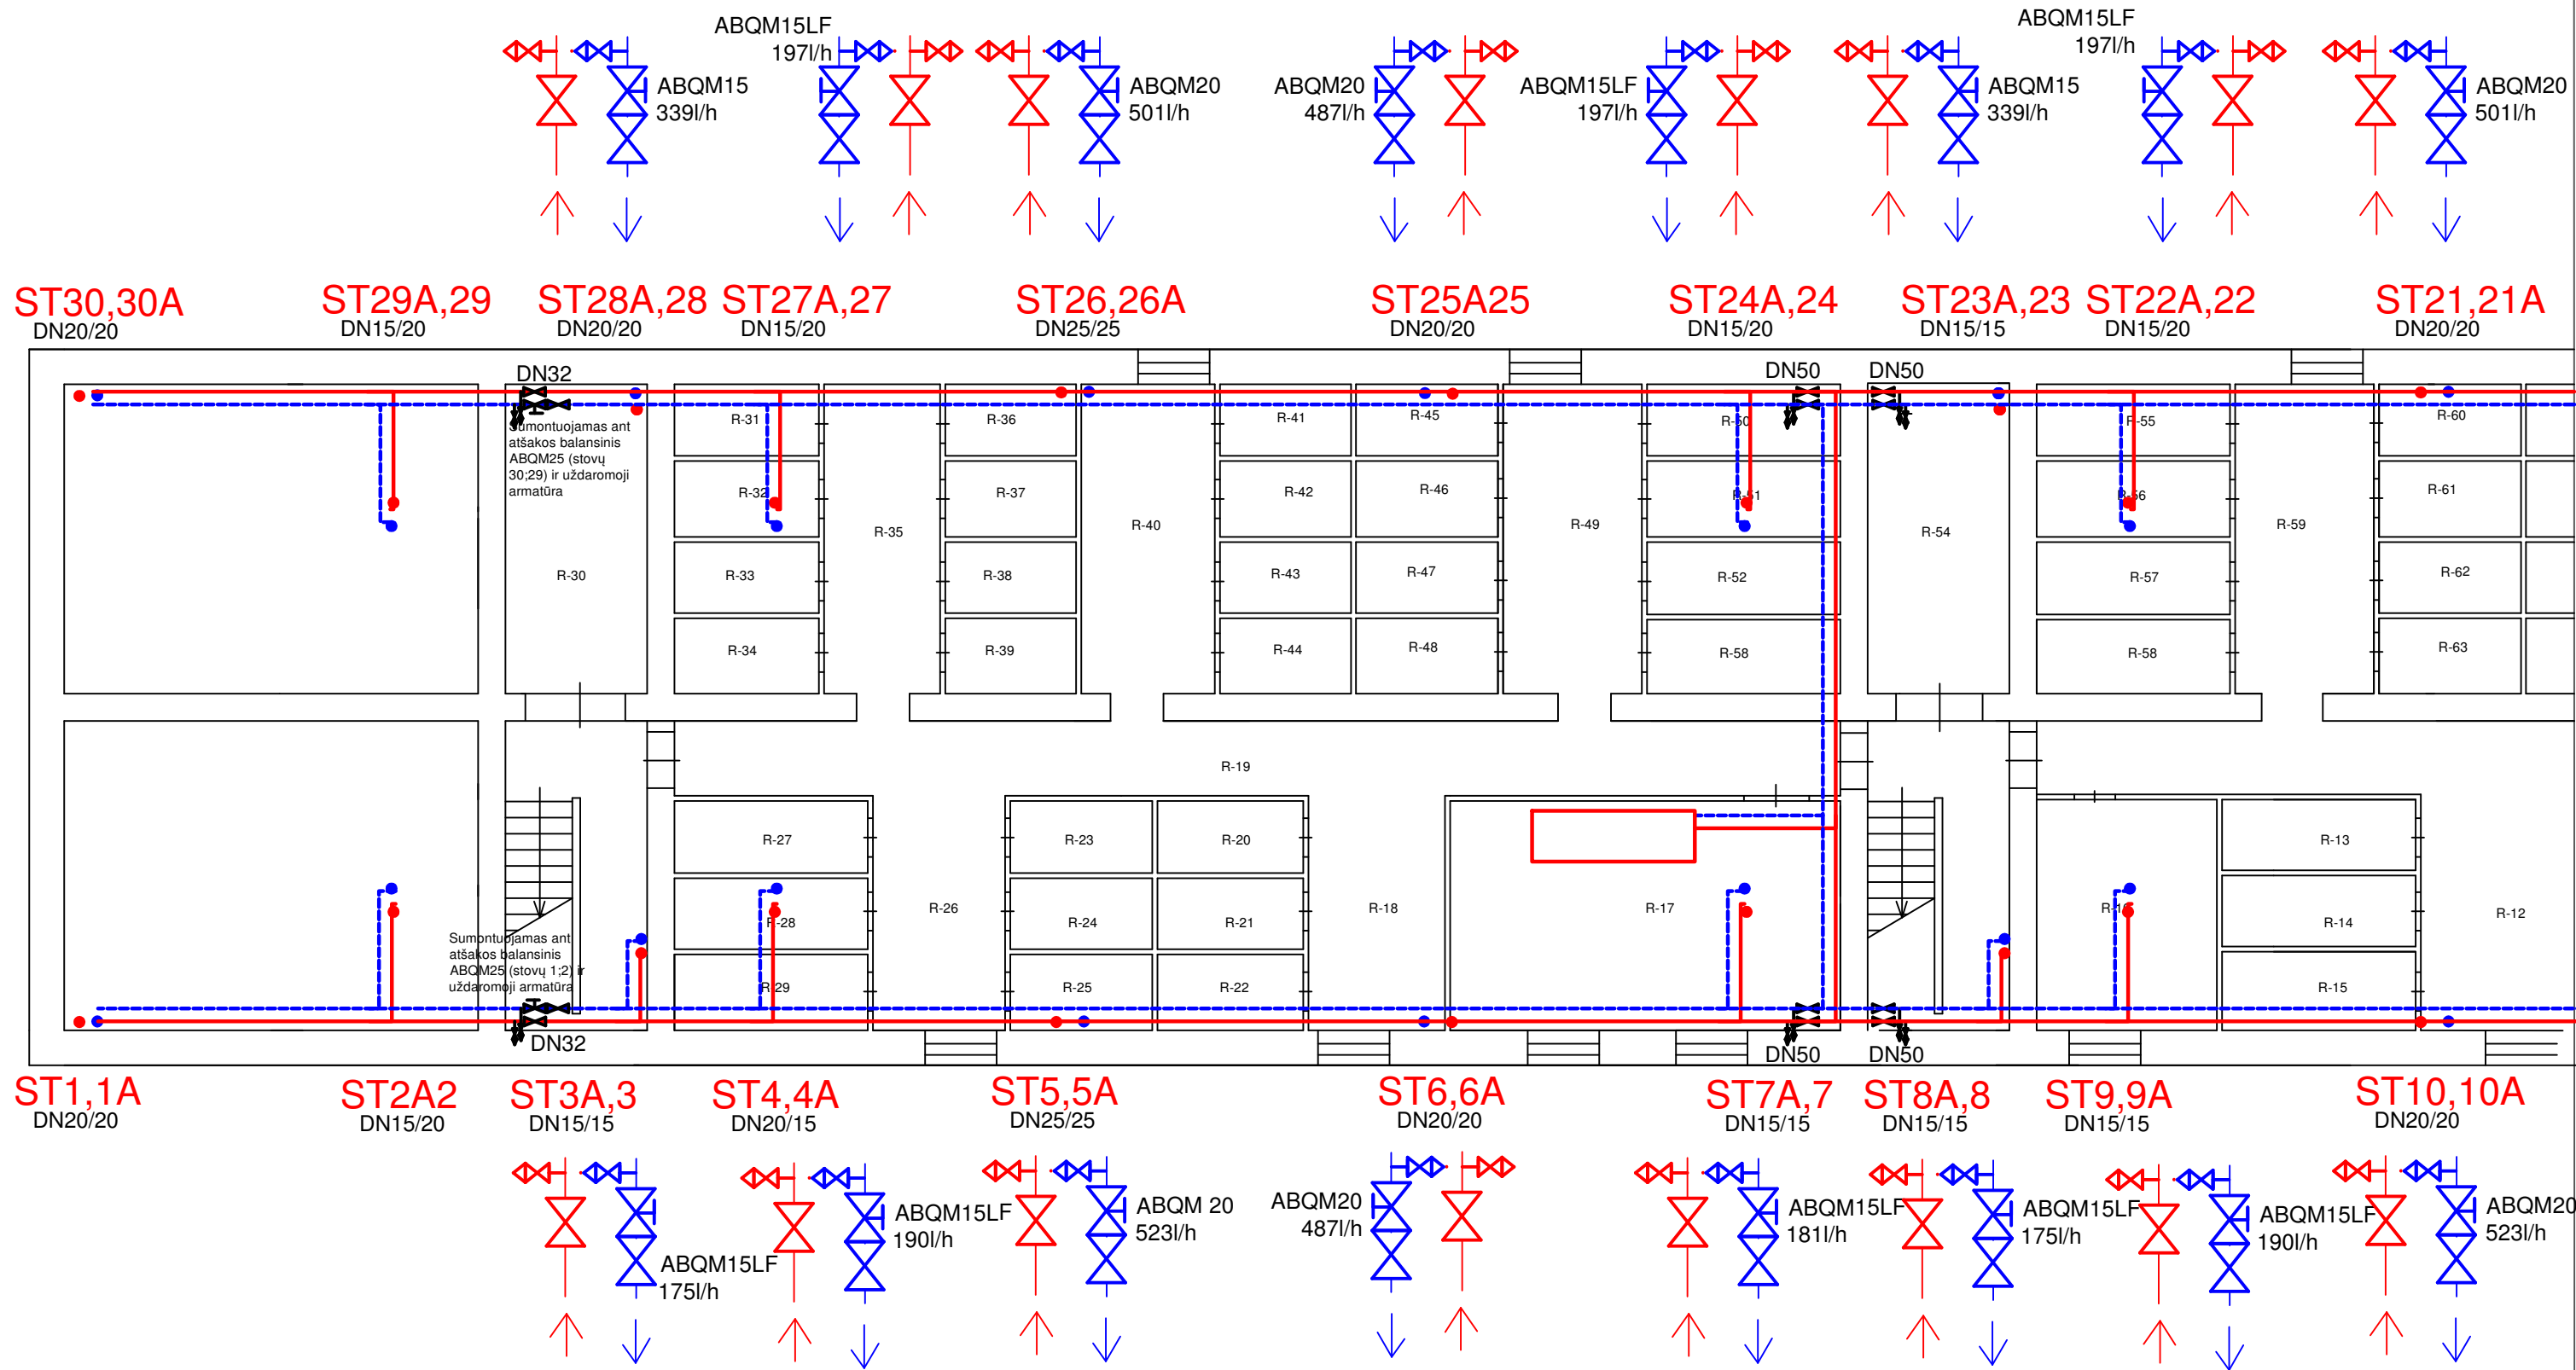 ABQM15
339l/h
ABQM15LF
197l/h
ABQM20
501l/h
ABQM20
487l/h
ABQM15LF
197l/h
ABQM15
339l/h
ABQM15LF
197l/h
ABQM20
501l/h
ST30,30A
DN20/20
ST29A,29
DN15/20
ST28A,28
DN20/20
ST27A,27
DN15/20
ST26,26A
DN25/25
ST25A25
DN20/20
ST24A,24
DN15/20
ST23A,23
DN15/15
ST22A,22
DN15/20
ST21,21A
DN20/20
DN32
DN50
DN50
Sumontuojamas ant
atšakos balansinis
ABQM25 (stovų
30;29) ir uždaromoji
armatūra
R-30
R-31
R-32
R-33
R-34
R-35
R-36
R-37
R-38
R-39
R-40
R-41
R-42
R-43
R-44
R-45
R-46
R-47
R-48
R-49
R-50
R-51
R-52
R-58
R-54
R-55
R-56
R-57
R-58
R-59
R-60
R-61
R-62
R-63
R-19
R-27
R-28
R-29
R-26
R-23
R-24
R-25
R-20
R-21
R-22
R-18
R-17
R-16
R-13
R-14
R-15
R-12
Sumontuojamas ant
atšakos balansinis
ABQM25 (stovų 1;2) ir
uždaromoji armatūra
DN32
DN50
DN50
ST1,1A
DN20/20
ST2A2
DN15/20
ST3A,3
DN15/15
ST4,4A
DN20/15
ST5,5A
DN25/25
ST6,6A
DN20/20
ST7A,7
DN15/15
ST8A,8
DN15/15
ST9,9A
DN15/15
ST10,10A
DN20/20
ABQM15LF
175l/h
ABQM15LF
190l/h
ABQM 20
523l/h
ABQM20
487l/h
ABQM15LF
181l/h
ABQM15LF
175l/h
ABQM15LF
190l/h
ABQM20
523l/h